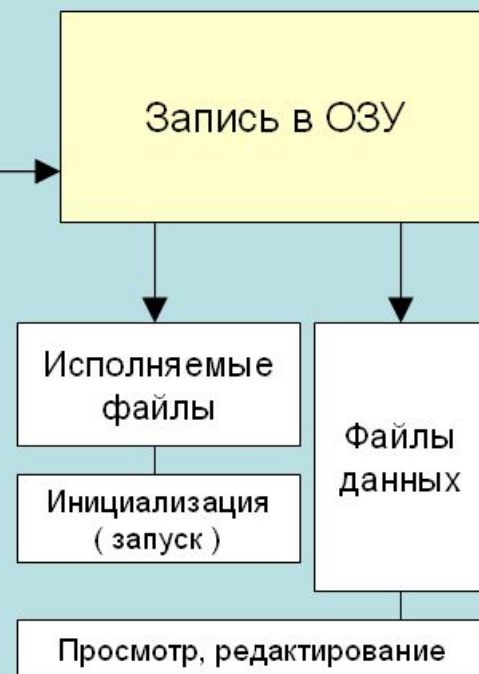 Запись в ОЗУ
Исполняемые
файлы
Инициализация
( запуск )
Файлы
данных
Просмотр, редактирование